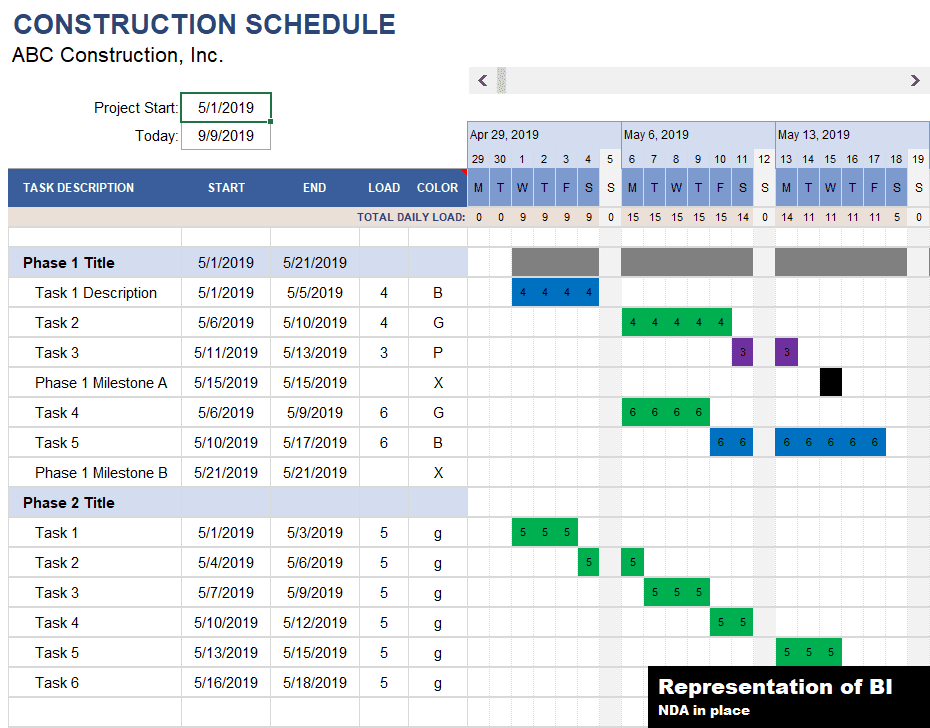 CONSTRUCTION SCHEDULE
ABC Construction, Inc.
Project Start: 5/1/2019
Today: 9/9/2019
Apr 29, 2019 May 6, 2019 May 13, 2019
29 30 1 2 3 4 5 6 7 8 9 10 11 12 13 14 15 16 17 18 19
TASK DESCRIPTION START END LOAD COLOR M T W T F S S M T W T F S S M T W T F S S
TOTAL DAILY LOAD: 0 0 9 9 9 9 0 15 15 15 15 15 14 0 14 11 11 11 11 5 0
Phase 1 Title 5/1/2019 5/21/2019
Task 1 Description 5/1/2019 5/5/2019 4 B 4 4 4 4
Task 2 5/6/2019 5/10/2019 4 G 4 4 4 4 4
Task 3 5/11/2019 5/13/2019 3 P 3 3
Phase 1 Milestone A 5/15/2019 5/15/2019 X
Task 4 5/6/2019 5/9/2019 6 G 6 6 6 6
Task 5 5/10/2019 5/17/2019 6 B 6 6 6 6 6 6 6
Phase 1 Milestone B 5/21/2019 5/21/2019 X
Phase 2 Title
Task 1 5/1/2019 5/3/2019 5 g 5 5 5
Task 2 5/4/2019 5/6/2019 5 g 5 5
Task 3 5/7/2019 5/9/2019 5 g 5 5 5
Task 4 5/10/2019 5/12/2019 5 g 5 5
Task 5 5/13/2019 5/15/2019 5 g 5 5 5
Task 6 5/16/2019 5/18/2019 5 g
Representation of BI
NDA in place